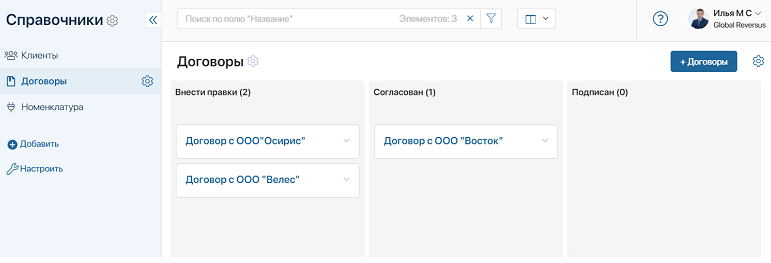 Справочники
Клиенты
Договоры
Номенклатура
Добавить
Настроить
Поиск по полю "Название" Элементов: 3
Илья М С
Global Reversus
Договоры
+ Договоры
Внести правки (2)
Договор с ООО"Осирис"
Договор с ООО "Велес"
Согласован (1)
Договор с ООО "Восток"
Подписан (0)